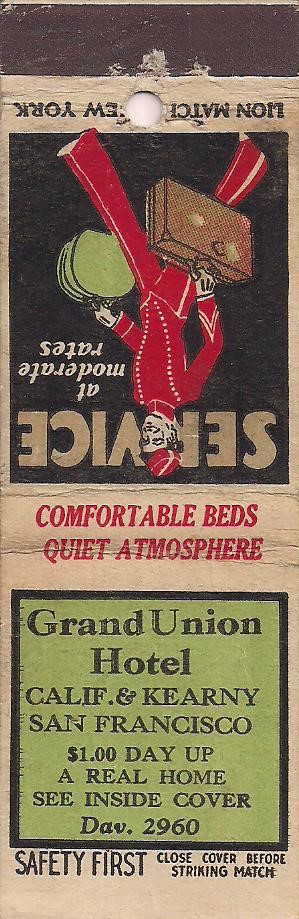 LION MATCH NEW YORK
SERVICE
at
moderate
rates
COMFORTABLE BEDS
QUIET ATMOSPHERE
Grand Union
Hotel
CALIF. & KEARNY
SAN FRANCISCO
$1.00 DAY UP
A REAL HOME
SEE INSIDE COVER
Dav. 2960
SAFETY FIRST CLOSE COVER BEFORE
STRIKING MATCH